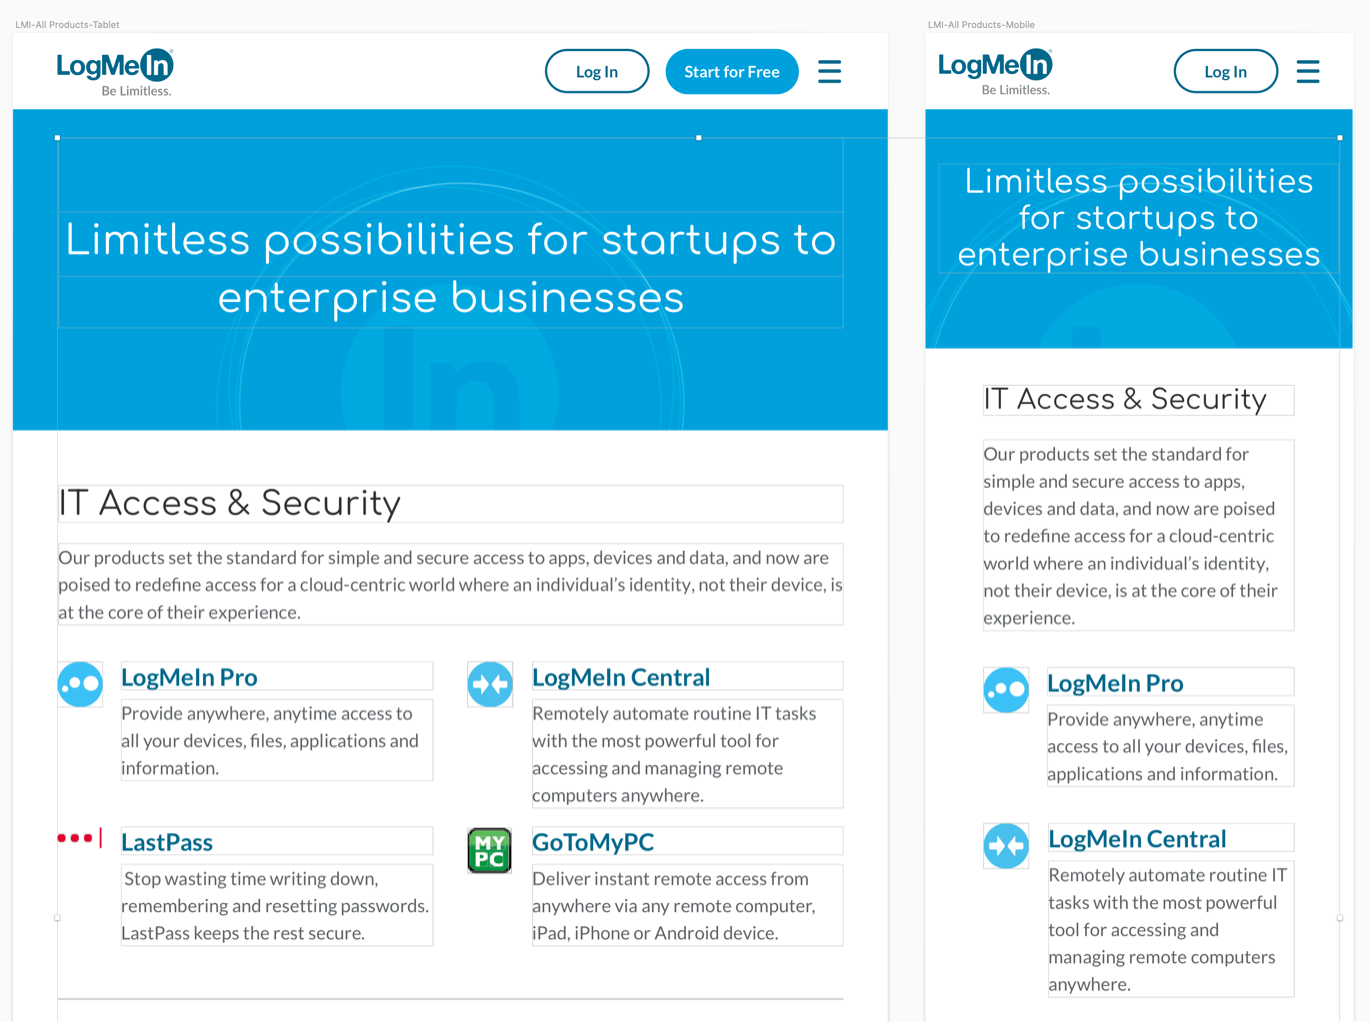 LMI-All Products-Tablet
LogMeIn®
Be Limitless.
Log In
Start for Free
Limitless possibilities for startups to
enterprise businesses
In
IT Access & Security
Our products set the standard for simple and secure access to apps, devices and data, and now are
poised to redefine access for a cloud-centric world where an individual’s identity, not their device, is
at the core of their experience.
LogMeIn Pro
Provide anywhere, anytime access to
all your devices, files, applications and
information.
LogMeIn Central
Remotely automate routine IT tasks
with the most powerful tool for
accessing and managing remote
computers anywhere.
LastPass
Stop wasting time writing down,
remembering and resetting passwords.
LastPass keeps the rest secure.
MY
PC
GoToMyPC
Deliver instant remote access from
anywhere via any remote computer,
iPad, iPhone or Android device.
LMI-All Products-Mobile
LogMeIn®
Be Limitless.
Log In
Limitless possibilities
for startups to
enterprise businesses
IT Access & Security
Our products set the standard for
simple and secure access to apps,
devices and data, and now are poised
to redefine access for a cloud-centric
world where an individual’s identity,
not their device, is at the core of their
experience.
LogMeIn Pro
Provide anywhere, anytime
access to all your devices, files,
applications and information.
LogMeIn Central
Remotely automate routine IT
tasks with the most powerful
tool for accessing and
managing remote computers
anywhere.